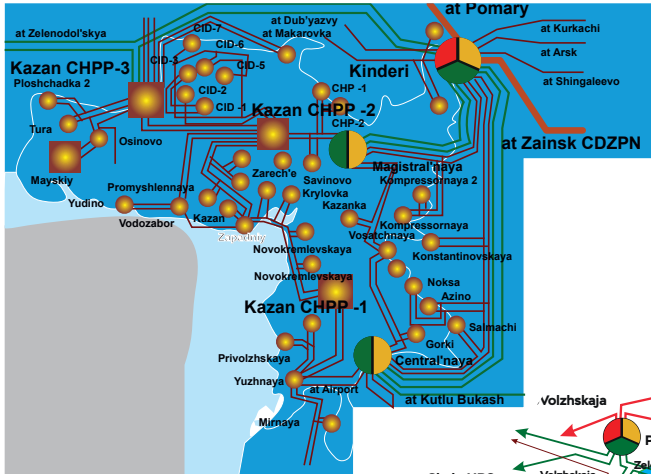 at Pomary
at Dub'yazvy
at Kurkachi
CID-7
at Zelenodol'skya
at Makarovka
CID-6
at Arsk
CID-3
CID-5
Kazan CHPP-3
Kinderi
at Shingaleevo
Ploshchadka 2
CID-2
CHP -1
CID -1
Kazan CHPP -2
CHP-2
Tura
Osinovo
at Zainsk CDZPN
Zarech'e
Magistral'naya
Mayskiy
Savinovo
Kompressornaya 2
Promyshlennaya
Krylovka
Yudino
Kazanka
Kazan
Vodozabor
Kompressornaya
Zapadniy
Vosatchnaya
Novokremlevskaya
Konstantinovskaya
Novokremlevskaya
Noksa
Azino
Kazan CHPP -1
Saimachi
Gorki
Privolzhskaya
Central'naya
Yuzhnaya
at Airport
at Kutlu Bukash
Volzhskaja
Mirnaya